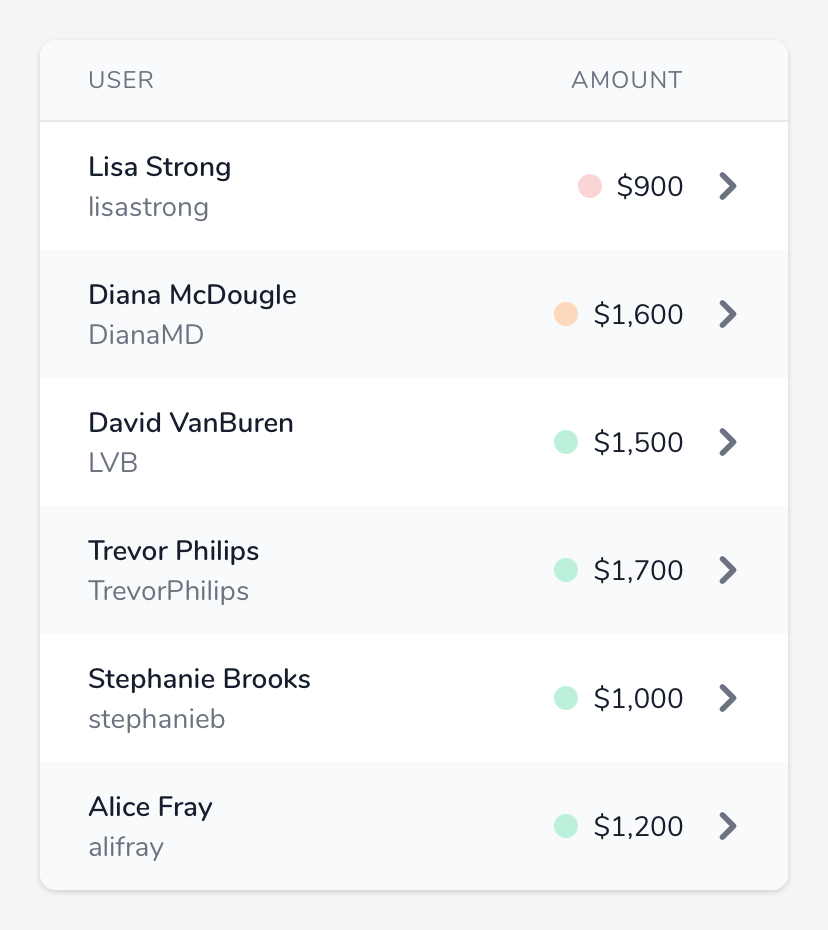 USER AMOUNT
Lisa Strong
lisastrong
$900
Diana McDougle
DianaMD
$1,600
David VanBuren
LVB
$1,500
Trevor Philips
TrevorPhilips
$1,700
Stephanie Brooks
stephanieb
$1,000
Alice Fray
alifray
$1,200